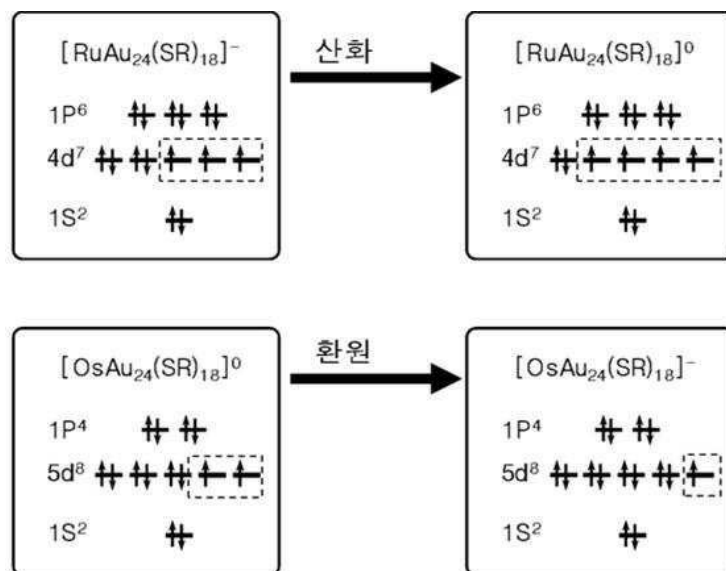 [RuAu₂₄(SR)₁₈]⁻
1P⁶
4d⁷
1S²
산화
[RuAu₂₄(SR)₁₈]⁰
1P⁶
4d⁷
1S²
[OsAu₂₄(SR)₁₈]⁰
1P⁴
5d⁸
1S²
환원
[OsAu₂₄(SR)₁₈]⁻
1P⁴
5d⁸
1S²